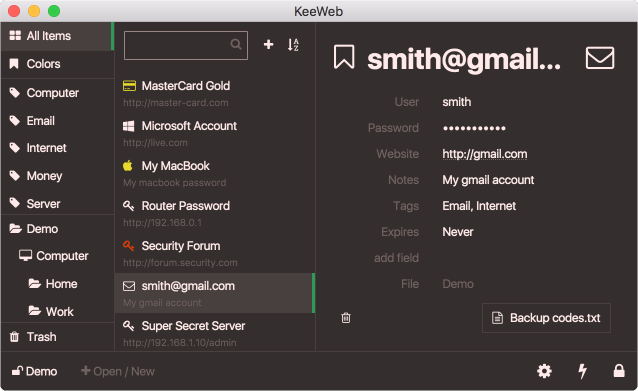 KeeWeb
All Items
Colors
Computer
Email
Internet
Money
Server
Demo
Computer
Home
Work
Trash
MasterCard Gold
http://master-card.com
Microsoft Account
http://live.com
My MacBook
My macbook password
Router Password
http://192.168.0.1
Security Forum
http://forum.security.com
smith@gmail.com
My gmail account
Super Secret Server
http://192.168.1.10/admin
smith@gmail...
User smith
Password •••••••••••
Website http://gmail.com
Notes My gmail account
Tags Email, Internet
Expires Never
add field
File Demo
Backup codes.txt
Demo
Open / New